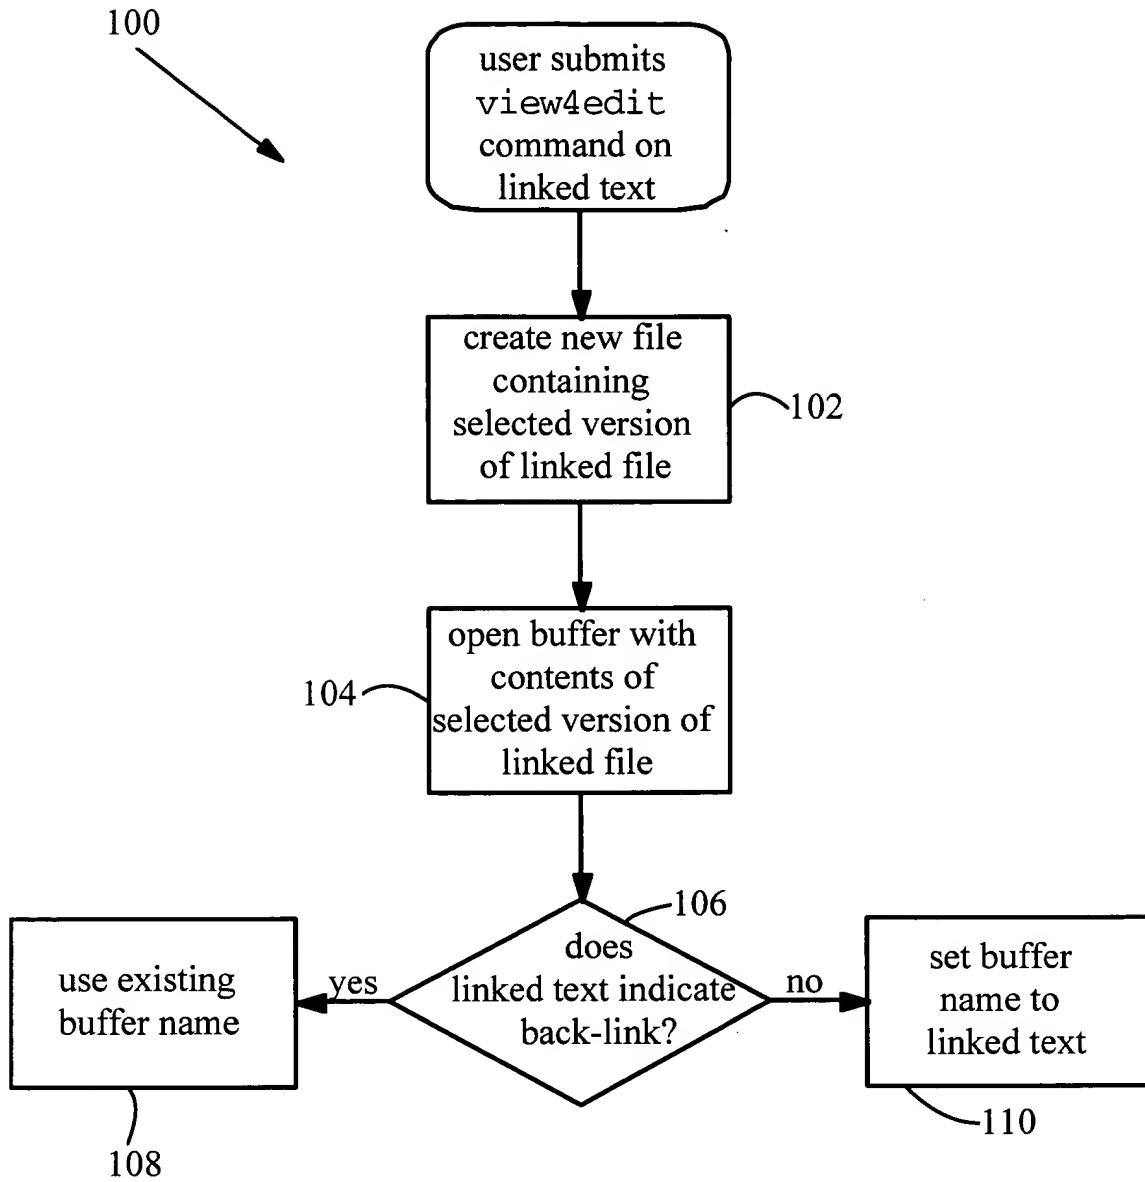 100
user submits
view4edit
command on
linked text
create new file
containing
selected version
of linked file
102
open buffer with
contents of
selected version of
linked file
104
106
does
linked text indicate
back-link?
yes
no
use existing
buffer name
set buffer
name to
linked text
108
110